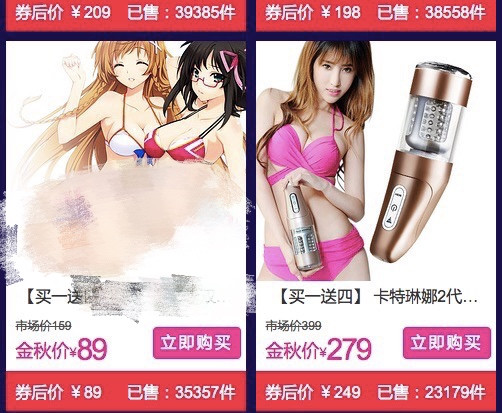 券后价 ¥209 已售：39385件
券后价 ¥198 已售：38558件
【买一送
【买一送四】 卡特琳娜2代...
市场价159
市场价399
金秋价¥89
立即购买
金秋价¥279
立即购买
券后价 ¥89 已售：35357件
券后价 ¥249 已售：23179件